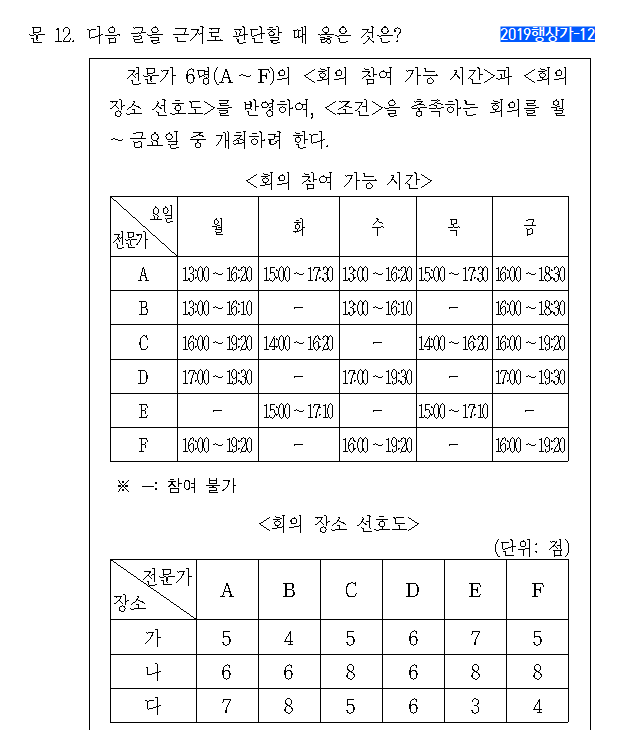 문 12. 다음 글을 근거로 판단할 때 옳은 것은? 2019행상가-12
전문가 6명(A~F)의 <회의 참여 가능 시간>과 <회의
장소 선호도>를 반영하여, <조건>을 충족하는 회의를 월
~금요일 중 개최하려 한다.
<회의 참여 가능 시간>
요일 월 화 수 목 금
전문가
A 13:00~16:20 15:00~17:30 13:00~16:20 15:00~17:30 16:00~18:30
B 13:00~16:10 － 13:00~16:10 － 16:00~18:30
C 16:00~19:20 14:00~16:20 － 14:00~16:20 16:00~19:20
D 17:00~19:30 － 17:00~19:30 － 17:00~19:30
E － 15:00~17:10 － 15:00~17:10 －
F 16:00~19:20 － 16:00~19:20 － 16:00~19:20
※ －: 참여 불가
<회의 장소 선호도>
(단위: 점)
전문가 A B C D E F
장소
가 5 4 5 6 7 5
나 6 6 8 6 8 8
다 7 8 5 6 3 4